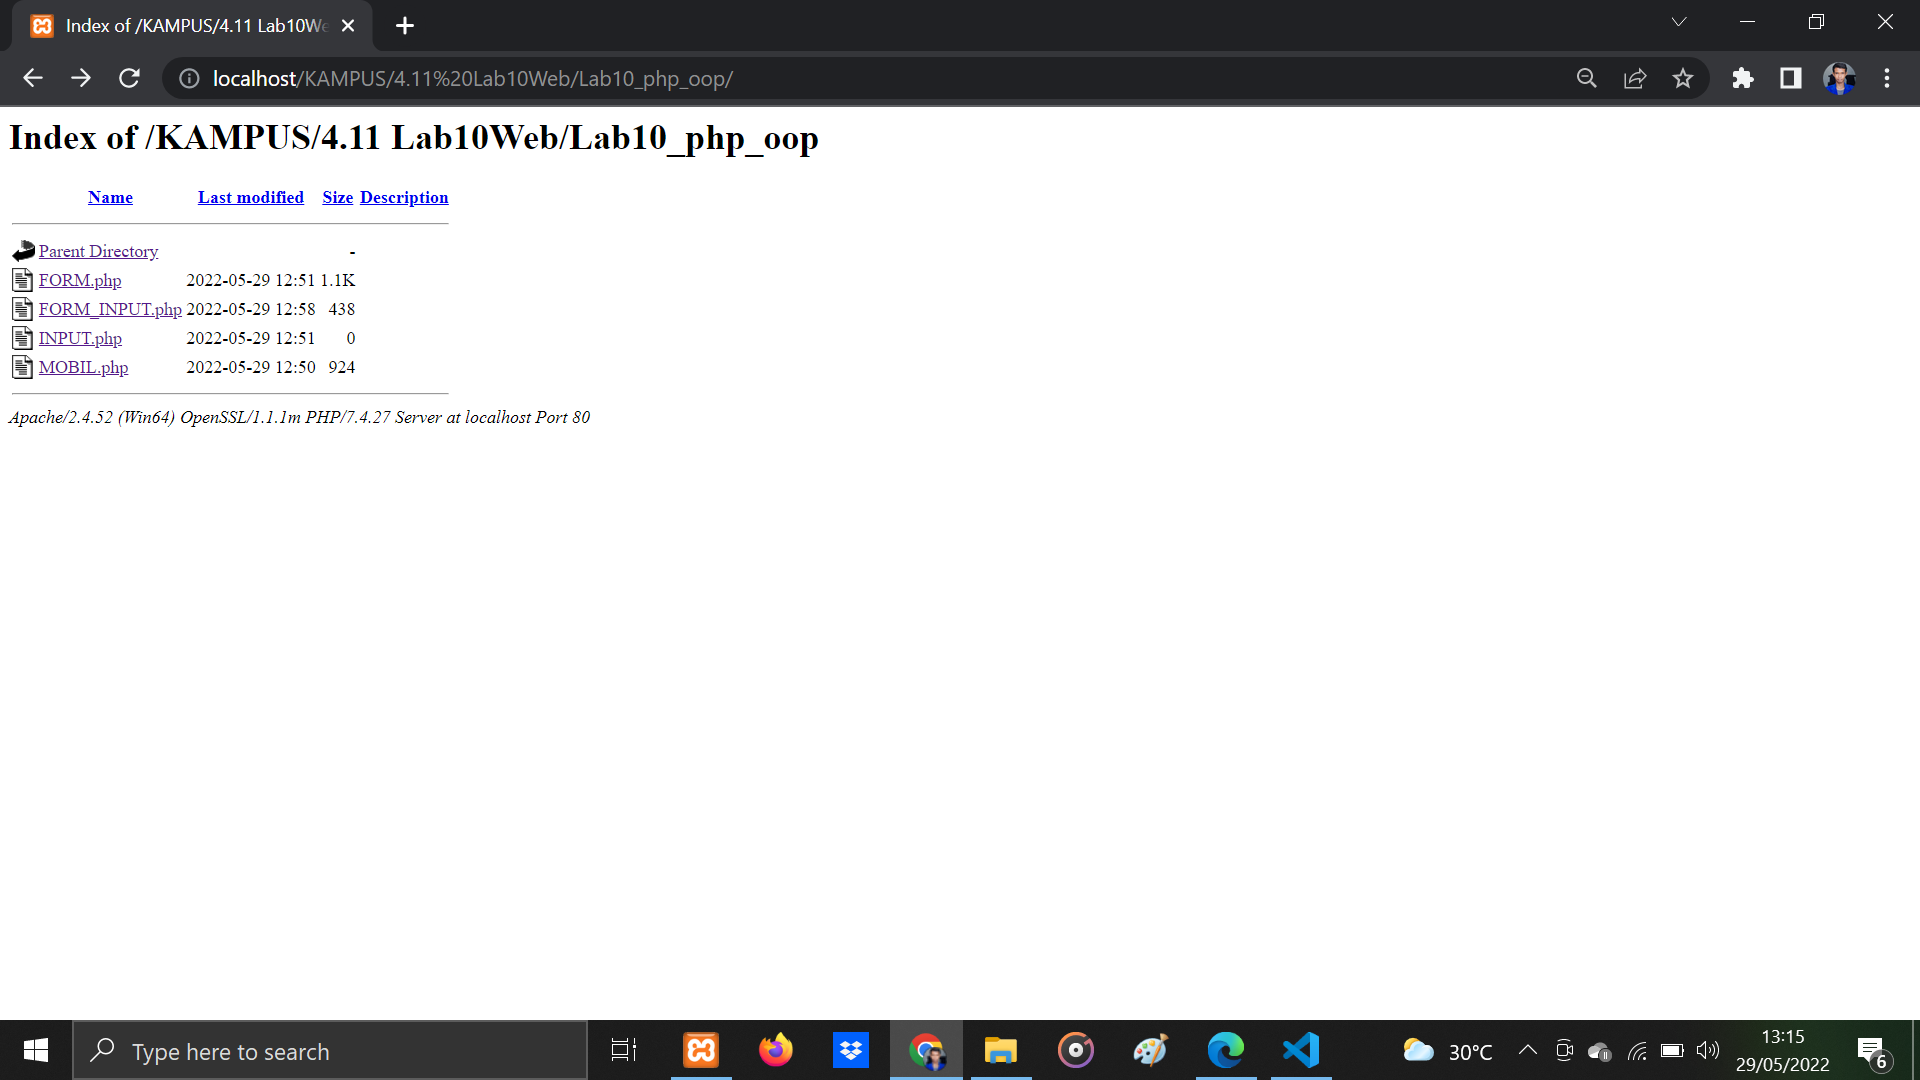 Index of /KAMPUS/4.11 Lab10We
localhost/KAMPUS/4.11%20Lab10Web/Lab10_php_oop/
Index of /KAMPUS/4.11 Lab10Web/Lab10_php_oop
Name Last modified Size Description
Parent Directory -
FORM.php 2022-05-29 12:51 1.1K
FORM_INPUT.php 2022-05-29 12:58 438
INPUT.php 2022-05-29 12:51 0
MOBIL.php 2022-05-29 12:50 924
Apache/2.4.52 (Win64) OpenSSL/1.1.1m PHP/7.4.27 Server at localhost Port 80
Type here to search
30°C
13:15
29/05/2022
6